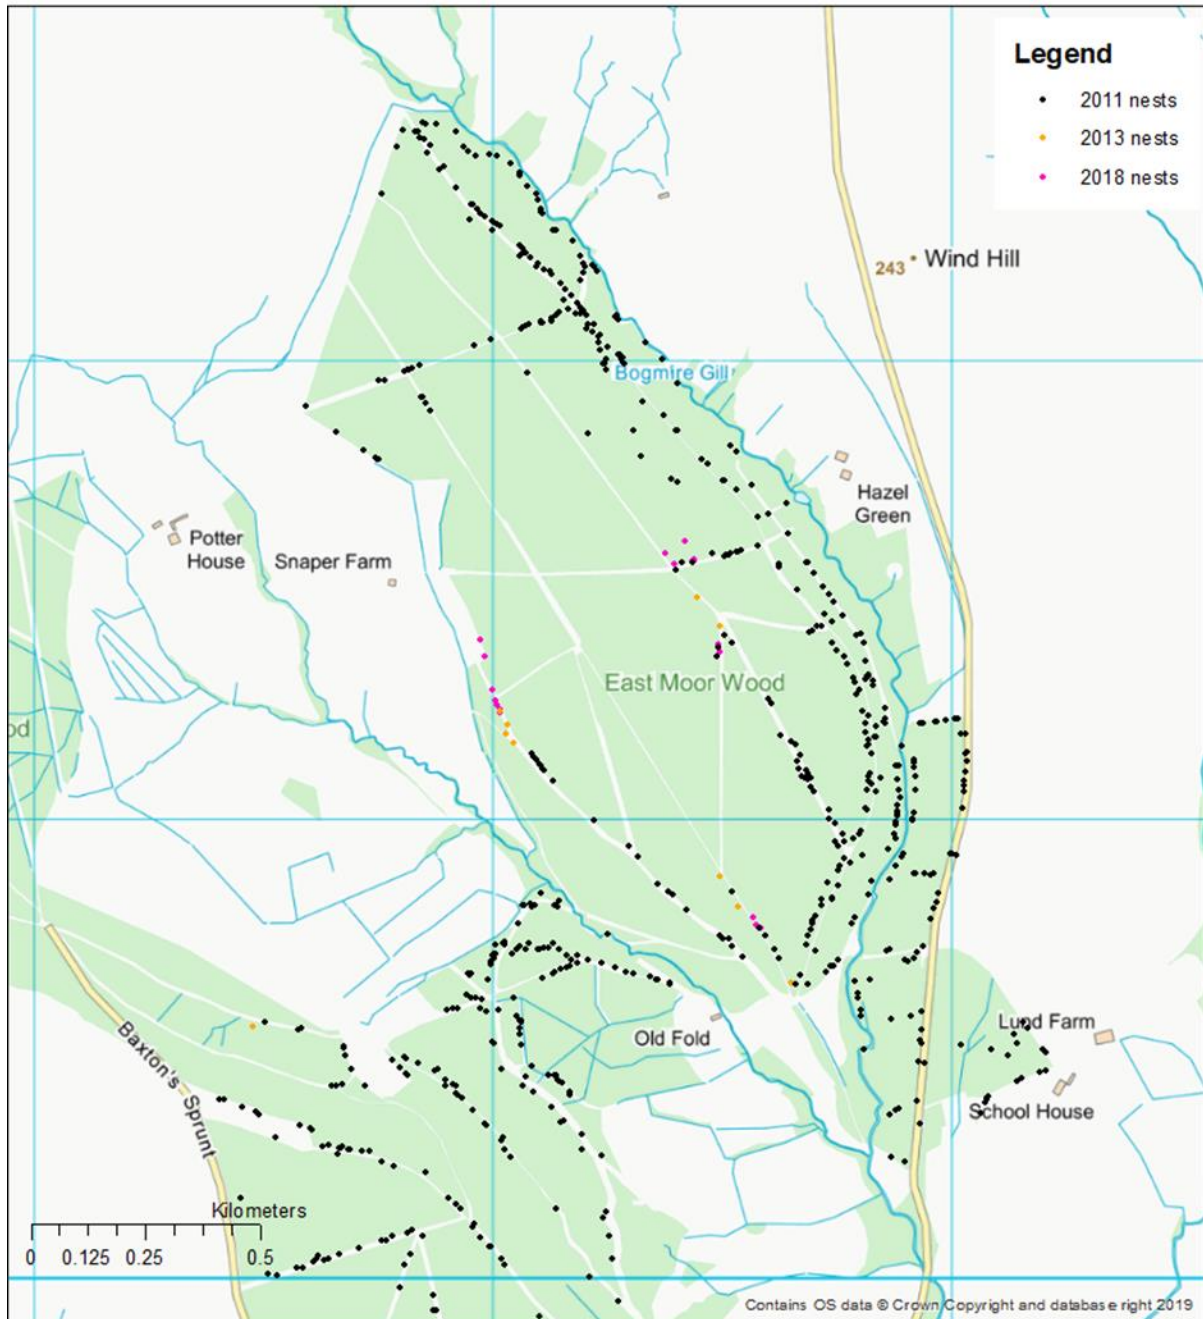 Legend
2011 nests
2013 nests
2018 nests
243
Wind Hill
Bogmire Gill
Hazel
Green
Potter
House
Snaper Farm
East Moor Wood
od
Baxton's Sprunt
Old Fold
Lund Farm
School House
Kilometers
0 0.125 0.25 0.5
Contains OS data © Crown Copyright and database right 2019